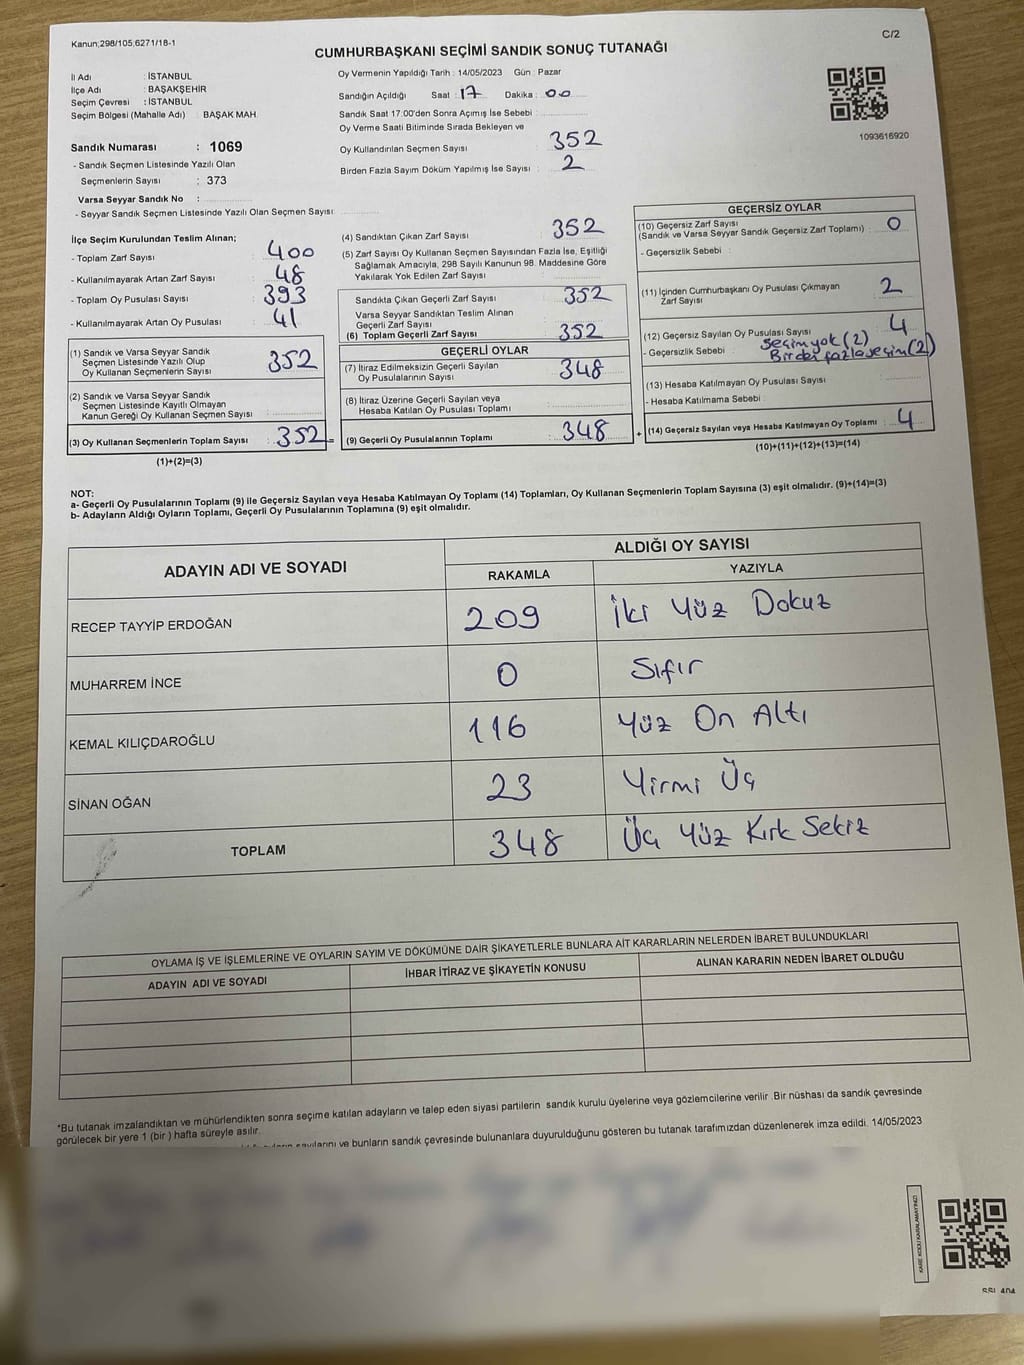 Kanun;298/105,6271/18-1
C/2
CUMHURBAŞKANI SEÇİMİ SANDIK SONUÇ TUTANAĞI
İl Adı : İSTANBUL
İlçe Adı : BAŞAKŞEHİR
Seçim Çevresi : İSTANBUL
Seçim Bölgesi (Mahalle Adı) : BAŞAK MAH.
Oy Vermenin Yapıldığı Tarih : 14/05/2023 Gün : Pazar
Sandığın Açıldığı Saat : 17 Dakika : 00
Sandık Saat 17:00'den Sonra Açımış İse Sebebi :
Oy Verme Saati Bitiminde Sırada Bekleyen ve
Oy Kullandırılan Seçmen Sayısı : 352
Birden Fazla Sayım Döküm Yapılmış İse Sayısı : 2
1093616920
Sandık Numarası : 1069
- Sandık Seçmen Listesinde Yazılı Olan
Seçmenlerin Sayısı : 373
Varsa Seyyar Sandık No :
- Seyyar Sandık Seçmen Listesinde Yazılı Olan Seçmen Sayısı :
İlçe Seçim Kurulundan Teslim Alınan;
- Toplam Zarf Sayısı : 400
- Kullanılmayarak Artan Zarf Sayısı : 48
- Toplam Oy Pusulası Sayısı : 393
- Kullanılmayarak Artan Oy Pusulası : 41
(1) Sandık ve Varsa Seyyar Sandık
Seçmen Listesinde Yazılı Olup
Oy Kullanan Seçmenlerin Sayısı : 352
(2) Sandık ve Varsa Seyyar Sandık
Seçmen Listesinde Kayıtlı Olmayan
Kanun Gereği Oy Kullanan Seçmen Sayısı :
(3) Oy Kullanan Seçmenlerin Toplam Sayısı : 352
(1)+(2)=(3)
(4) Sandıktan Çıkan Zarf Sayısı : 352
(5) Zarf Sayısı Oy Kullanan Seçmen Sayısından Fazla İse, Eşitliği
Sağlamak Amacıyla, 298 Sayılı Kanunun 98. Maddesine Göre
Yakılarak Yok Edilen Zarf Sayısı :
Sandıkta Çıkan Geçerli Zarf Sayısı : 352
Varsa Seyyar Sandıktan Teslim Alınan
Geçerli Zarf Sayısı :
(6) Toplam Geçerli Zarf Sayısı : 352
GEÇERLİ OYLAR
(7) İtiraz Edilmeksizin Geçerli Sayılan
Oy Pusulalarının Sayısı : 348
(8) İtiraz Üzerine Geçerli Sayılan veya
Hesaba Katılan Oy Pusulası Toplamı :
= (9) Geçerli Oy Pusulalarının Toplamı : 348
GEÇERSİZ OYLAR
(10) Geçersiz Zarf Sayısı
(Sandık ve Varsa Seyyar Sandık Geçersiz Zarf Toplamı) : 0
- Geçersizlik Sebebi :
(11) İçinden Cumhurbaşkanı Oy Pusulası Çıkmayan
Zarf Sayısı : 2
(12) Geçersiz Sayılan Oy Pusulası Sayısı : 4
- Geçersizlik Sebebi : Seçim yok (2)
Birden fazla seçim (2)
(13) Hesaba Katılmayan Oy Pusulası Sayısı :
- Hesaba Katılmama Sebebi :
+ (14) Geçersiz Sayılan veya Hesaba Katılmayan Oy Toplamı : 4
(10)+(11)+(12)+(13)=(14)
NOT:
a- Geçerli Oy Pusulalarının Toplamı (9) ile Geçersiz Sayılan veya Hesaba Katılmayan Oy Toplamı (14) Toplamları, Oy Kullanan Seçmenlerin Toplam Sayısına (3) eşit olmalıdır. (9)+(14)=(3)
b- Adayların Aldığı Oyların Toplamı, Geçerli Oy Pusulalarının Toplamına (9) eşit olmalıdır.
ADAYIN ADI VE SOYADI
ALDIĞI OY SAYISI
RAKAMLA YAZIYLA
RECEP TAYYİP ERDOĞAN 209 İki Yüz Dokuz
MUHARREM İNCE 0 Sıfır
KEMAL KILIÇDAROĞLU 116 Yüz On Altı
SİNAN OĞAN 23 Yirmi Üç
TOPLAM 348 Üç Yüz Kırk Sekiz
OYLAMA İŞ VE İŞLEMLERİNE VE OYLARIN SAYIM VE DÖKÜMÜNE DAİR ŞİKAYETLERLE BUNLARA AİT KARARLARIN NELERDEN İBARET BULUNDUKLARI
ADAYIN ADI VE SOYADI İHBAR İTİRAZ VE ŞİKAYETİN KONUSU ALINAN KARARIN NEDEN İBARET OLDUĞU
*Bu tutanak imzalandıktan ve mühürlendikten sonra seçime katılan adayların ve talep eden siyasi partilerin sandık kurulu üyelerine veya gözlemcilerine verilir .Bir nüshası da sandık çevresinde
görülecek bir yere 1 (bir ) hafta süreyle asılır.
ve bunların sandık çevresinde bulunanlara duyurulduğunu gösteren bu tutanak tarafımızdan düzenlenerek imza edildi. 14/05/2023
KARE KODU KARALAMAYINIZ!